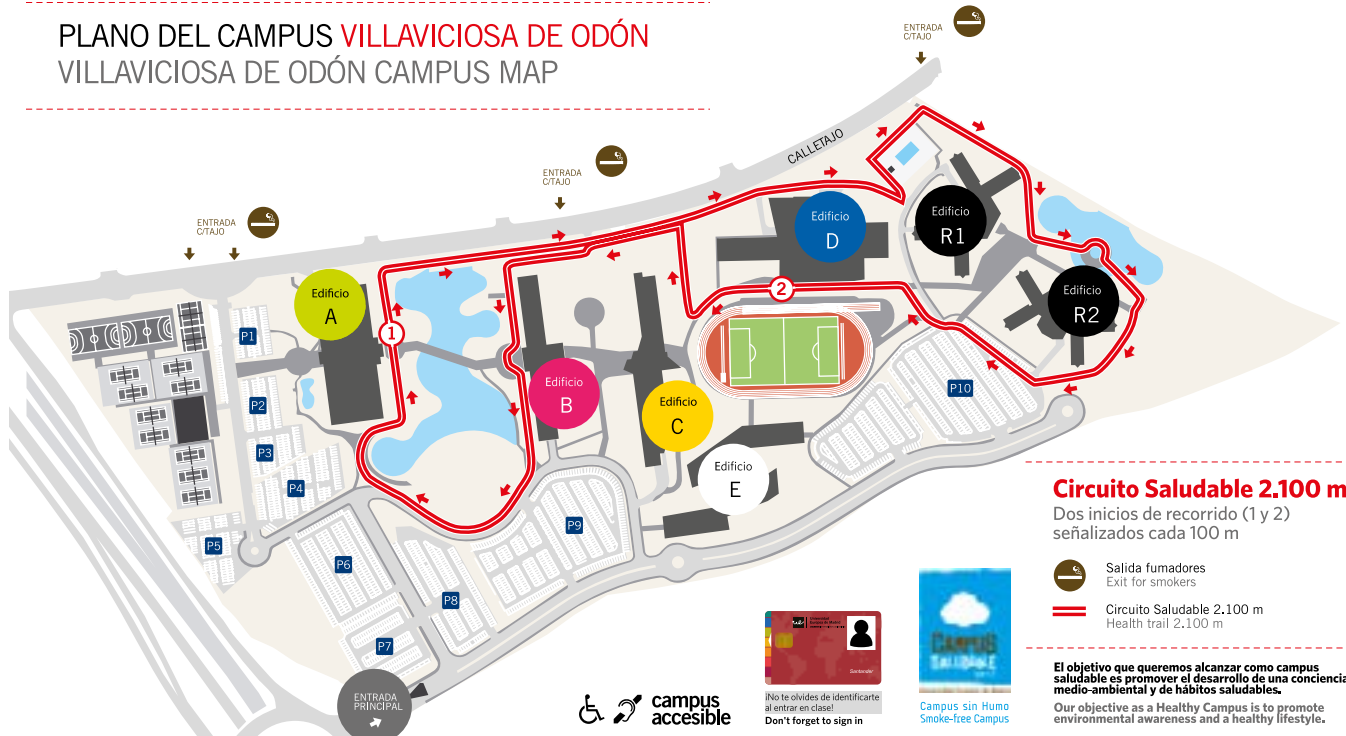 PLANO DEL CAMPUS VILLAVICIOSA DE ODÓN
VILLAVICIOSA DE ODÓN CAMPUS MAP
ENTRADA
C/TAJO
ENTRADA
C/TAJO
ENTRADA
C/TAJO
CALLETAJO
Edificio
A
Edificio
B
Edificio
C
Edificio
D
Edificio
E
Edificio
R1
Edificio
R2
1
2
P1
P2
P3
P4
P5
P6
P7
P8
P9
P10
ENTRADA
PRINCIPAL
Circuito Saludable 2.100 m
Dos inicios de recorrido (1 y 2)
señalizados cada 100 m
Salida fumadores
Exit for smokers
Circuito Saludable 2.100 m
Health trail 2.100 m
El objetivo que queremos alcanzar como campus
saludable es promover el desarrollo de una conciencia
medio-ambiental y de hábitos saludables.
Our objective as a Healthy Campus is to promote
environmental awareness and a healthy lifestyle.
campus
accesible
Santander
¡No te olvides de identificarte
al entrar en clase!
Don't forget to sign in
CAMPUS
SALUDABLE
Campus sin Humo
Smoke-free Campus